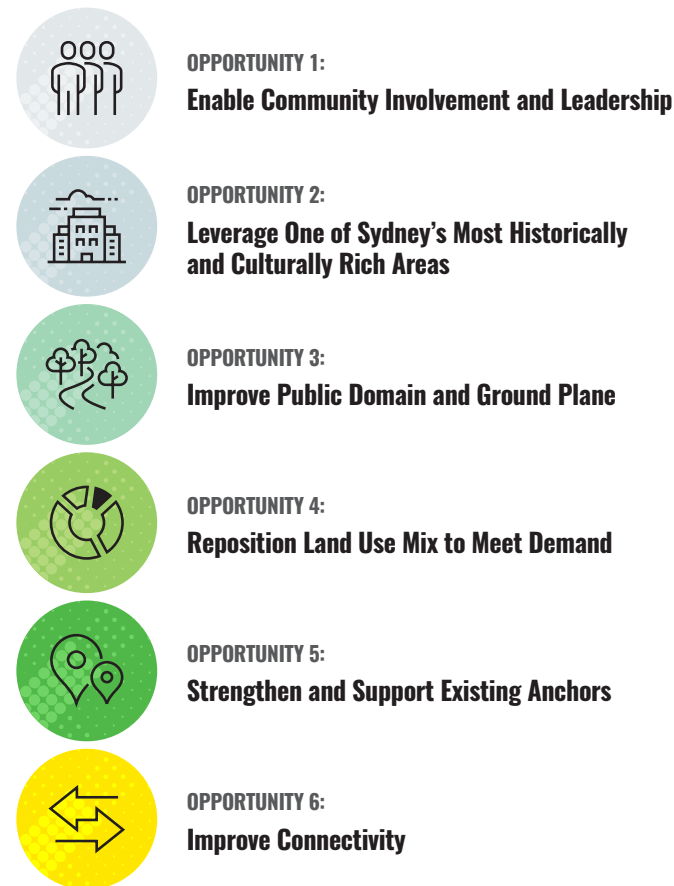 OPPORTUNITY 1:
Enable Community Involvement and Leadership
OPPORTUNITY 2:
Leverage One of Sydney’s Most Historically
and Culturally Rich Areas
OPPORTUNITY 3:
Improve Public Domain and Ground Plane
OPPORTUNITY 4:
Reposition Land Use Mix to Meet Demand
OPPORTUNITY 5:
Strengthen and Support Existing Anchors
OPPORTUNITY 6:
Improve Connectivity